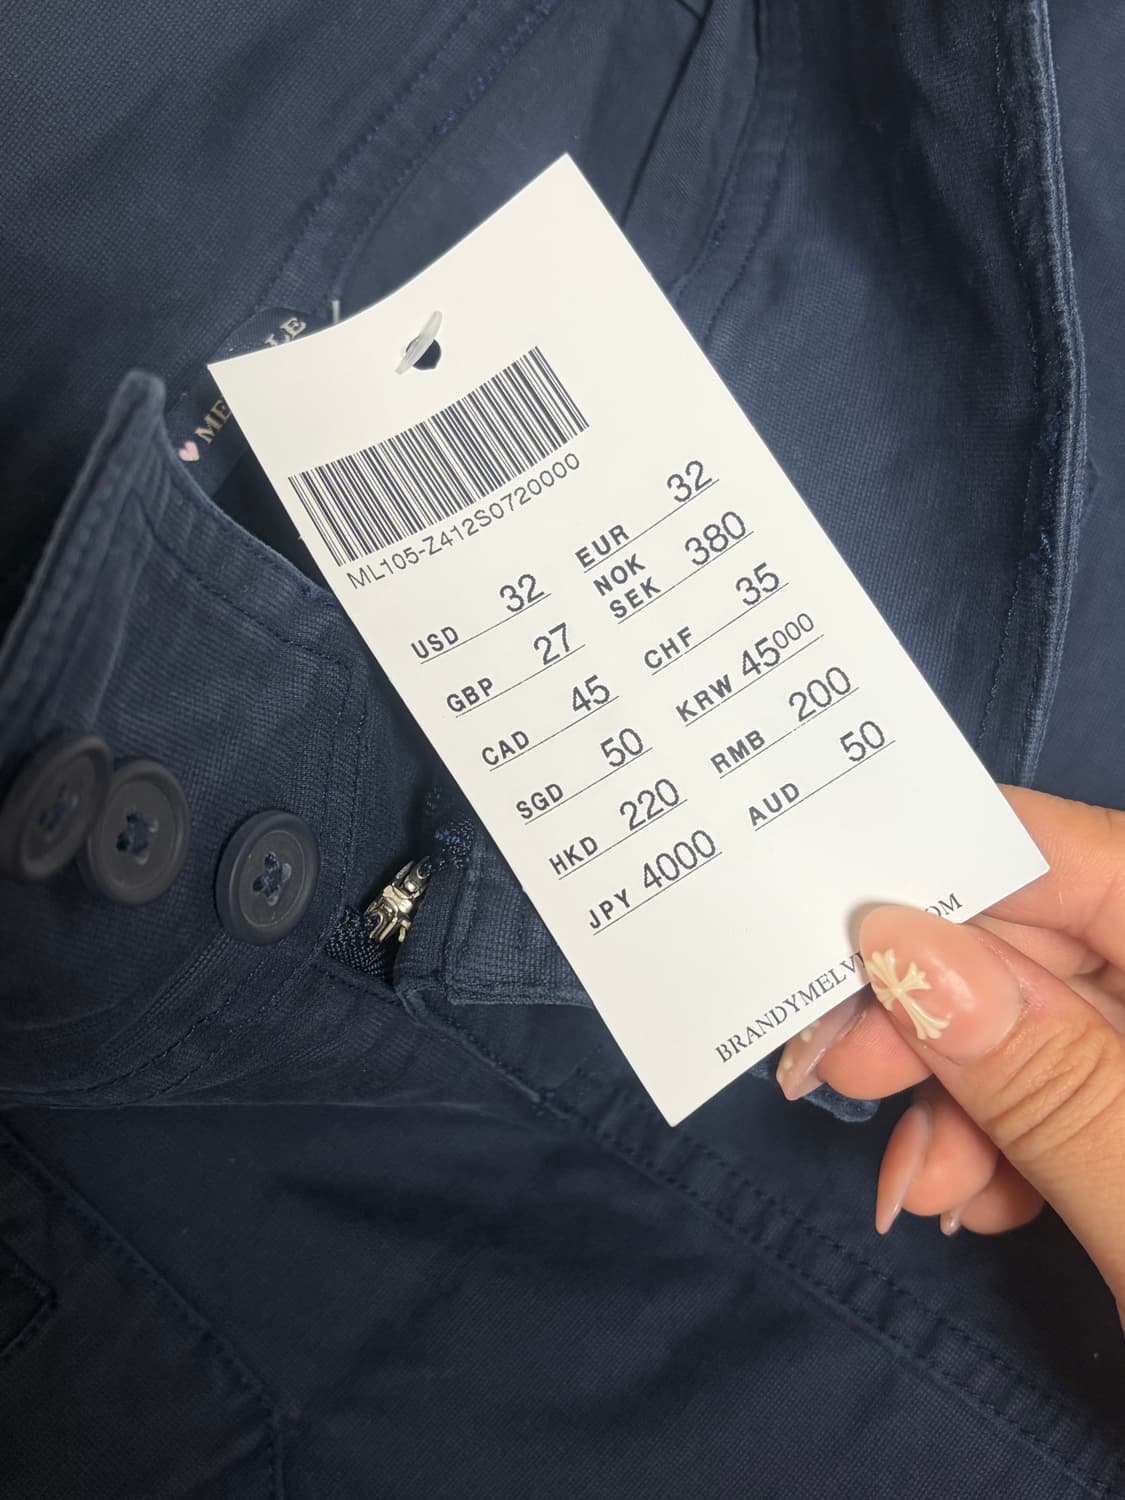 ML105-Z412S0720000
USD 32
GBP 27
CAD 45
SGD 50
HKD 220
JPY 4000
EUR 32
NOK
SEK 380
CHF 35
KRW 45000
RMB 200
AUD 50